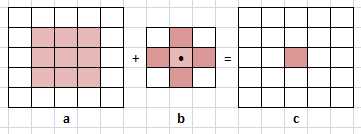 + =
a b c